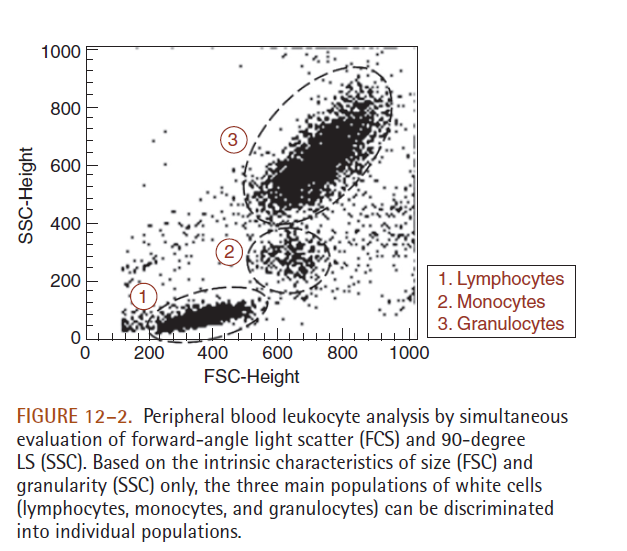 1000
800
600
400
200
0
SSC-Height
3
2
1
0 200 400 600 800 1000
FSC-Height
1. Lymphocytes
2. Monocytes
3. Granulocytes
FIGURE 12–2. Peripheral blood leukocyte analysis by simultaneous
evaluation of forward-angle light scatter (FCS) and 90-degree
LS (SSC). Based on the intrinsic characteristics of size (FSC) and
granularity (SSC) only, the three main populations of white cells
(lymphocytes, monocytes, and granulocytes) can be discriminated
into individual populations.